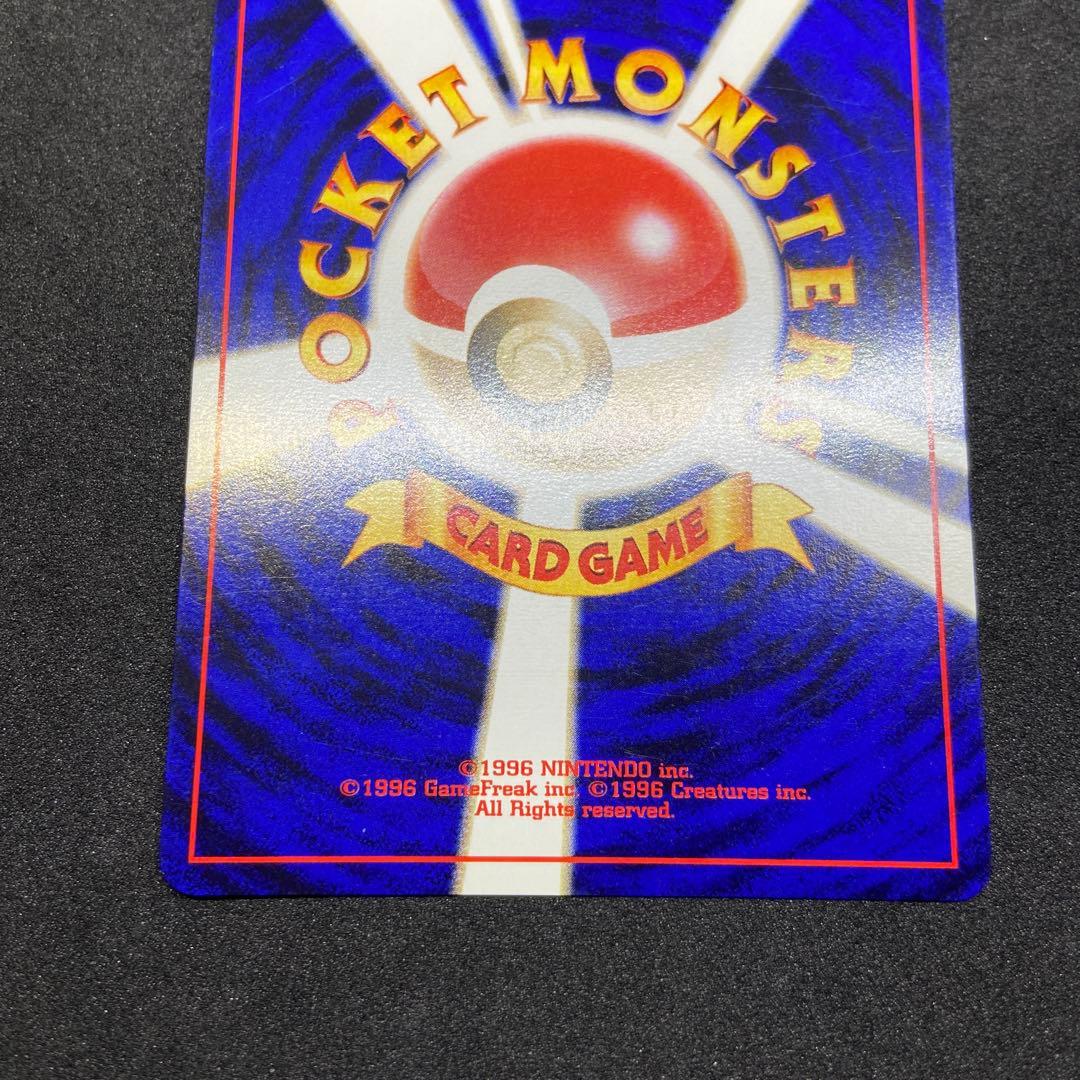 POCKET MONSTERS
CARD GAME
©1996 NINTENDO inc.
©1996 GameFreak inc. ©1996 Creatures inc.
All Rights reserved.